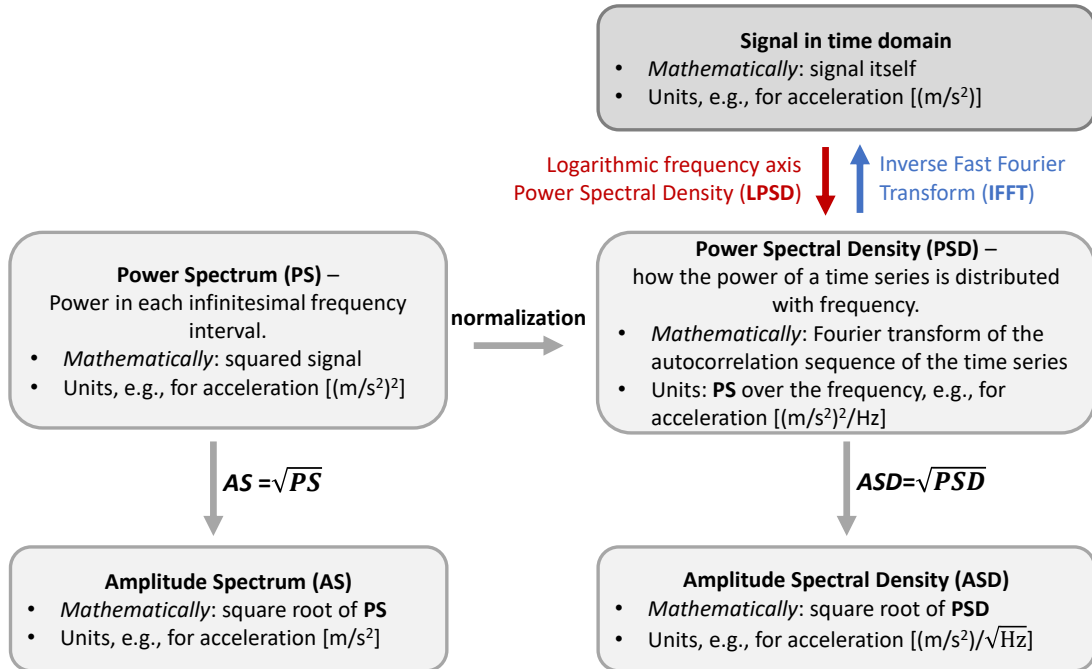 Signal in time domain
• Mathematically: signal itself
• Units, e.g., for acceleration [(m/s²)]
Logarithmic frequency axis
Power Spectral Density (LPSD)
Inverse Fast Fourier
Transform (IFFT)
Power Spectrum (PS) –
Power in each infinitesimal frequency
interval.
• Mathematically: squared signal
• Units, e.g., for acceleration [(m/s²)²]
normalization
Power Spectral Density (PSD) –
how the power of a time series is distributed
with frequency.
• Mathematically: Fourier transform of the
autocorrelation sequence of the time series
• Units: PS over the frequency, e.g., for
acceleration [(m/s²)²/Hz]
AS =√PS
ASD=√PSD
Amplitude Spectrum (AS)
• Mathematically: square root of PS
• Units, e.g., for acceleration [m/s²]
Amplitude Spectral Density (ASD)
• Mathematically: square root of PSD
• Units, e.g., for acceleration [(m/s²)/√Hz]